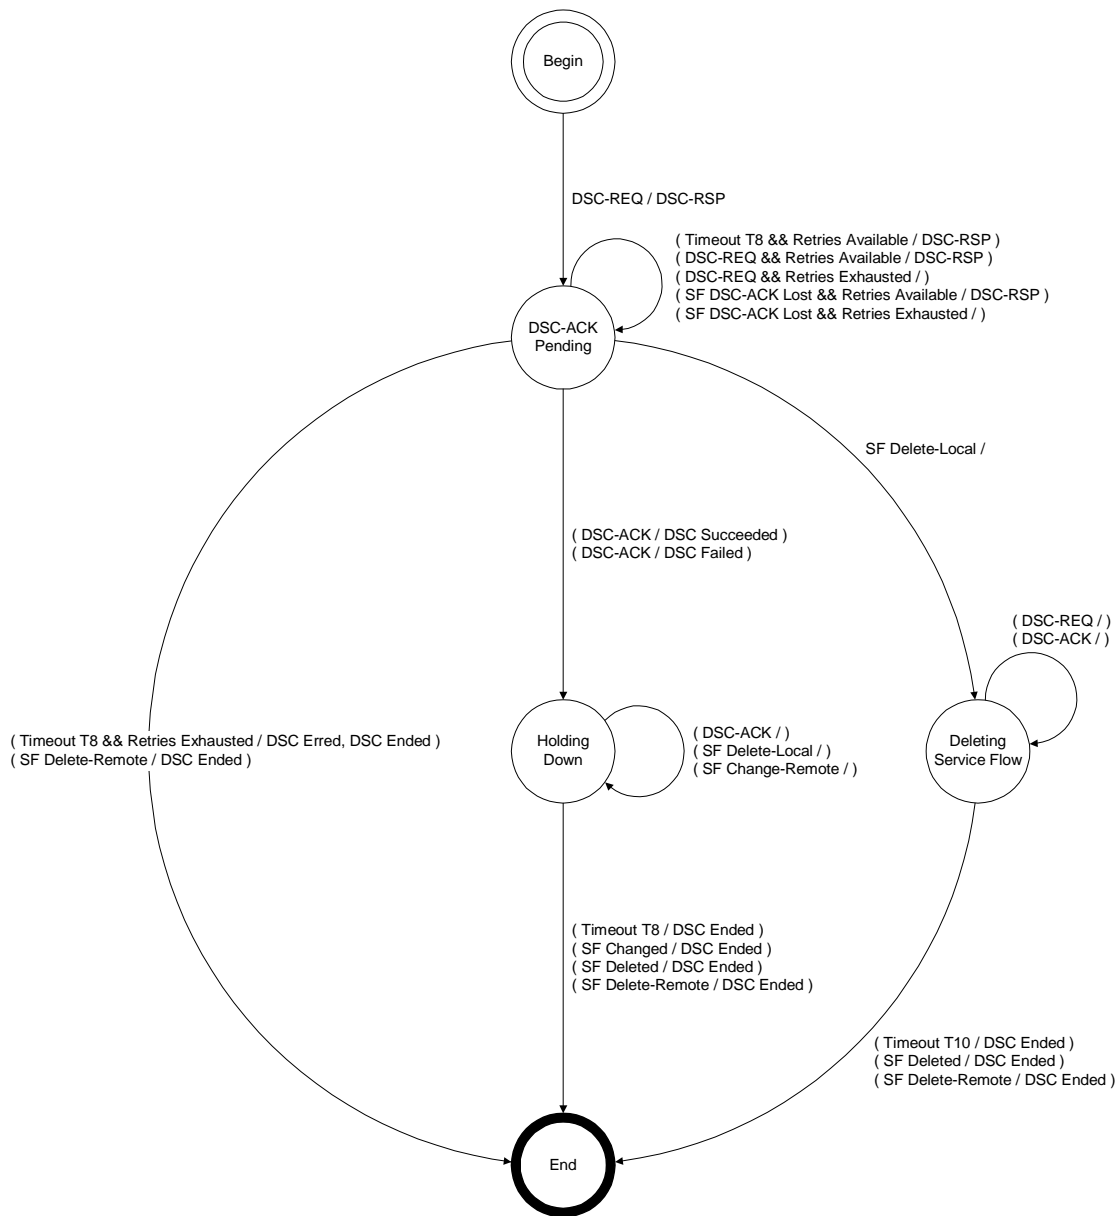 Begin
DSC-REQ / DSC-RSP
( Timeout T8 && Retries Available / DSC-RSP )
( DSC-REQ && Retries Available / DSC-RSP )
( DSC-REQ && Retries Exhausted / )
( SF DSC-ACK Lost && Retries Available / DSC-RSP )
( SF DSC-ACK Lost && Retries Exhausted / )
DSC-ACK
Pending
SF Delete-Local /
( DSC-ACK / DSC Succeeded )
( DSC-ACK / DSC Failed )
( DSC-REQ / )
( DSC-ACK / )
( Timeout T8 && Retries Exhausted / DSC Erred, DSC Ended )
( SF Delete-Remote / DSC Ended )
Holding
Down
( DSC-ACK / )
( SF Delete-Local / )
( SF Change-Remote / )
Deleting
Service Flow
( Timeout T8 / DSC Ended )
( SF Changed / DSC Ended )
( SF Deleted / DSC Ended )
( SF Delete-Remote / DSC Ended )
( Timeout T10 / DSC Ended )
( SF Deleted / DSC Ended )
( SF Delete-Remote / DSC Ended )
End